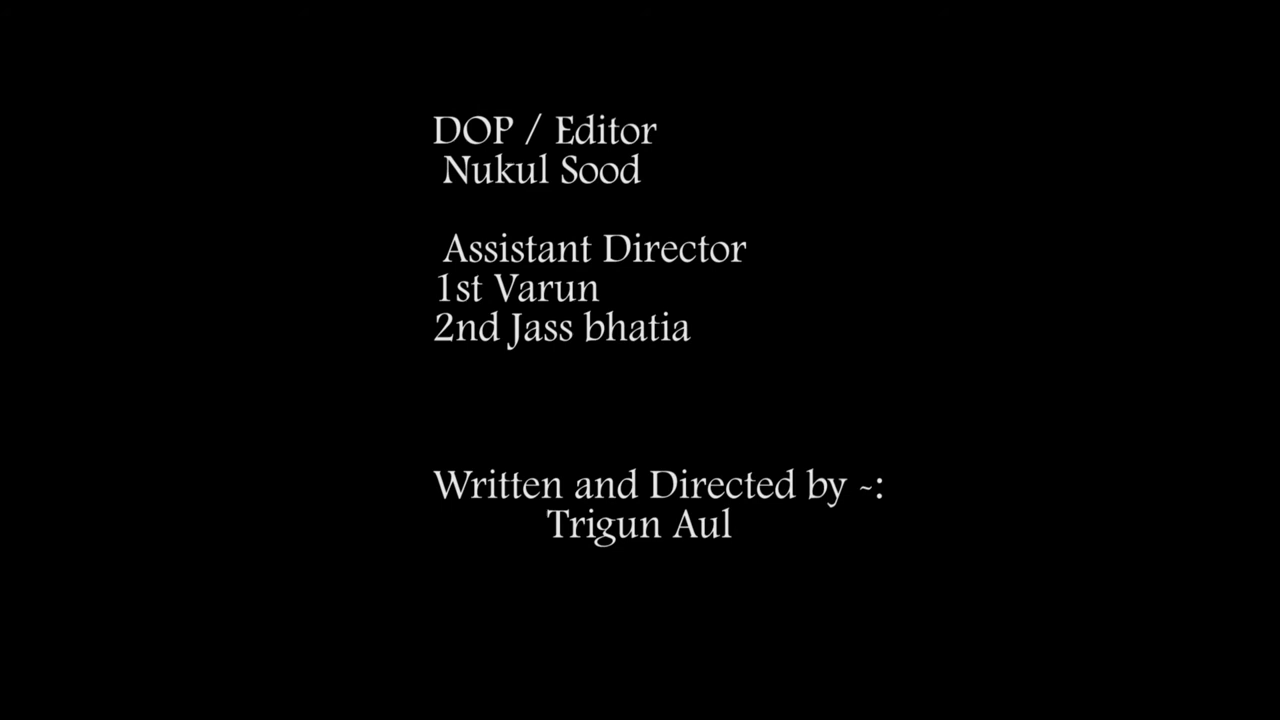 DOP / Editor
Nukul Sood
Assistant Director
1st Varun
2nd Jass bhatia
Written and Directed by ~:
Trigun Aul